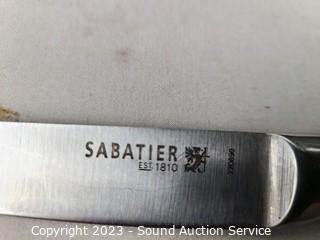 SABATIER
EST. 1810
Copyright 2023 - Sound Auction Service